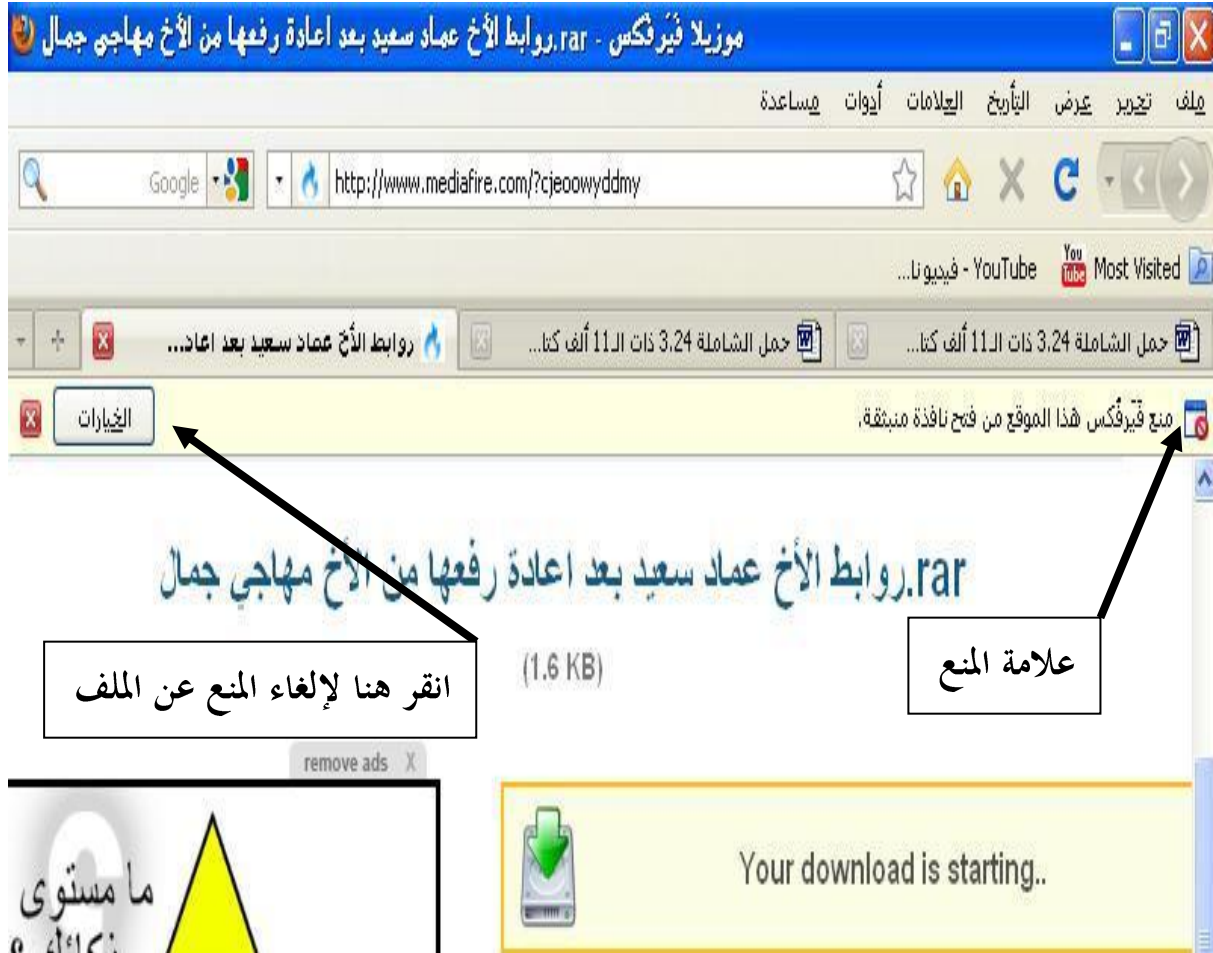 موزيلا فَيَرفُكس - rar.روابط الأخ عماد سعيد بعد اعادة رفعها من الأخ مهاجي جمال
ملف تحرير عرض التأريخ العلامات أدوات مساعدة
http://www.mediafire.com/?cjeoowyddmy
Google
Most Visited YouTube - فيديو نا...
حمل الشاملة 3.24 ذات الـ11 ألف كتا...
حمل الشاملة 3.24 ذات الـ11 ألف كتا...
روابط الأخ عماد سعيد بعد اعاد...
منع فَيَرفُكس هذا الموقع من فتح نافذة منبثقة.
الخيارات
rar.روابط الأخ عماد سعيد بعد اعادة رفعها من الأخ مهاجي جمال
علامة المنع
(1.6 KB)
انقر هنا لإلغاء المنع عن الملف
remove ads X
Your download is starting..
ما مستوى